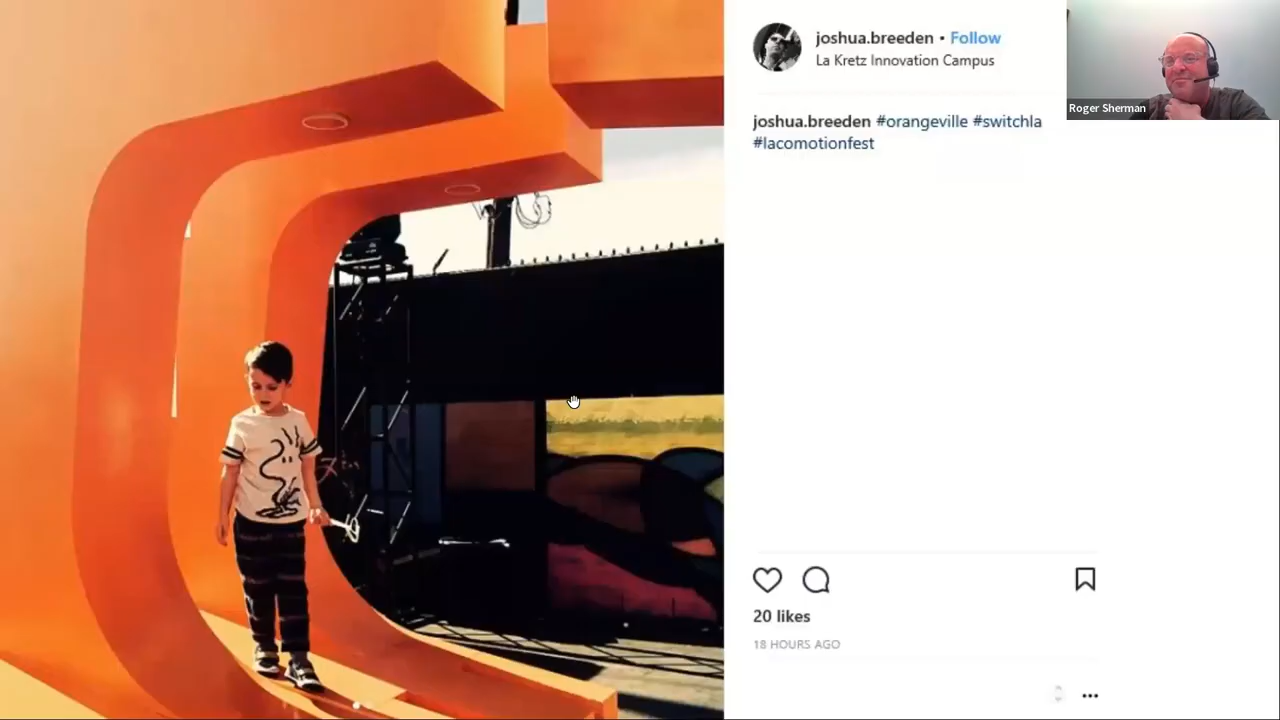 joshua.breeden • Follow
La Kretz Innovation Campus
Roger Sherman
joshua.breeden #orangeville #switchla
#lacomotionfest
20 likes
18 HOURS AGO